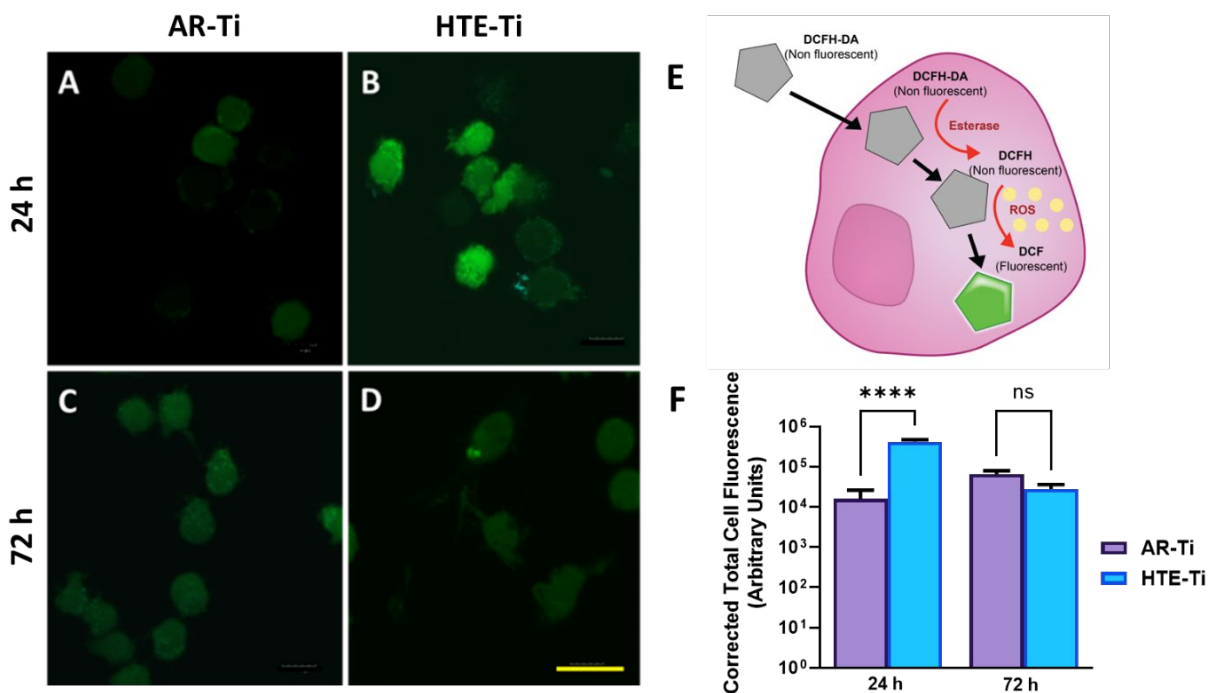 AR-Ti
HTE-Ti
24 h
72 h
A
B
C
D
E
DCFH-DA
(Non fluorescent)
DCFH-DA
(Non fluorescent)
Esterase
DCFH
(Non fluorescent)
ROS
DCF
(Fluorescent)
F
Corrected Total Cell Fluorescence
(Arbitrary Units)
****
ns
10⁶
10⁵
10⁴
10³
10²
10¹
10⁰
24 h
72 h
AR-Ti
HTE-Ti